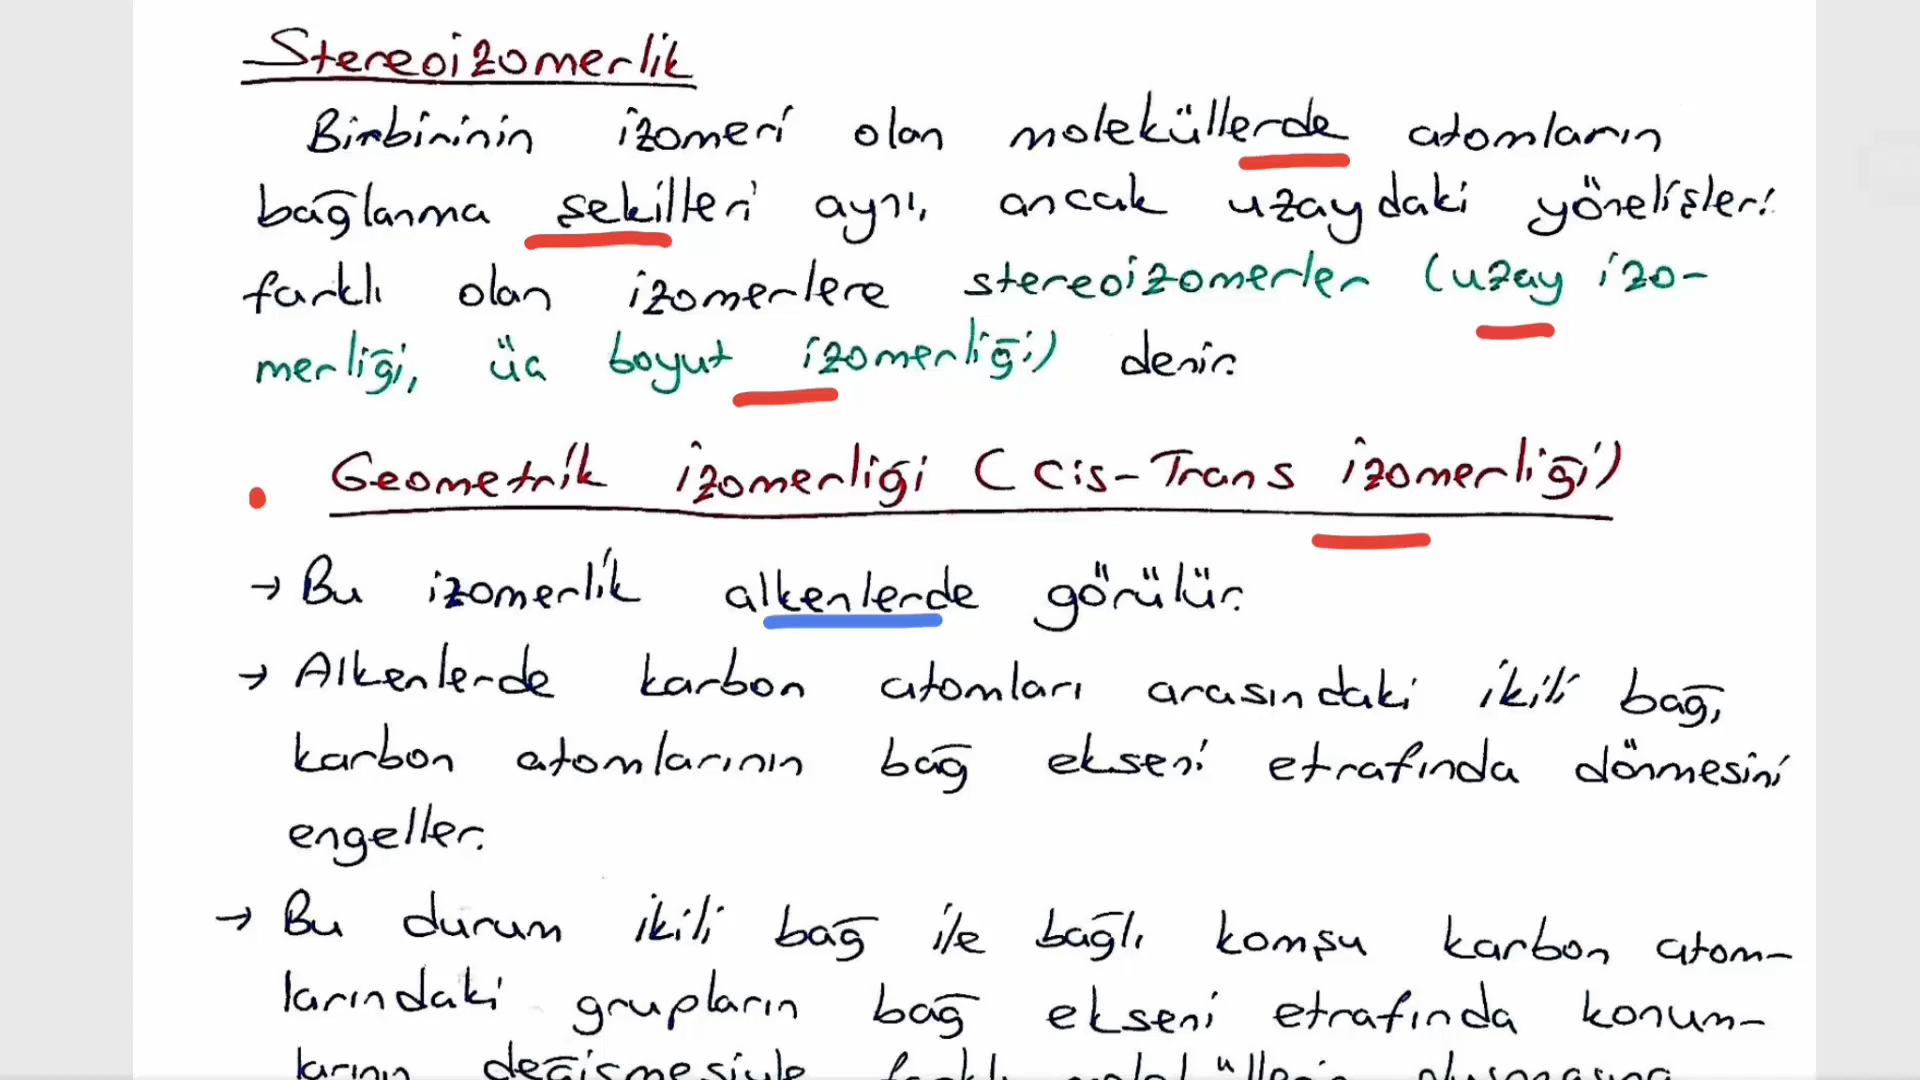 Stereoizomerlik
Birbirinin izomeri olan moleküllerde atomların
bağlanma şekilleri aynı, ancak uzaydaki yönelişleri
farklı olan izomerlere stereoizomerler (uzay izo-
merliği, üç boyut izomerliği) denir.
Geometrik izomerliği (Cis-Trans izomerliği)
→ Bu izomerlik alkenlerde görülür.
→ Alkenlerde karbon atomları arasındaki ikili bağ,
karbon atomlarının bağ ekseni etrafında dönmesini
engeller.
→ Bu durum ikili bağ ile bağlı komşu karbon atom-
larındaki grupların bağ ekseni etrafında konum-
larının değişmesiyle farklı